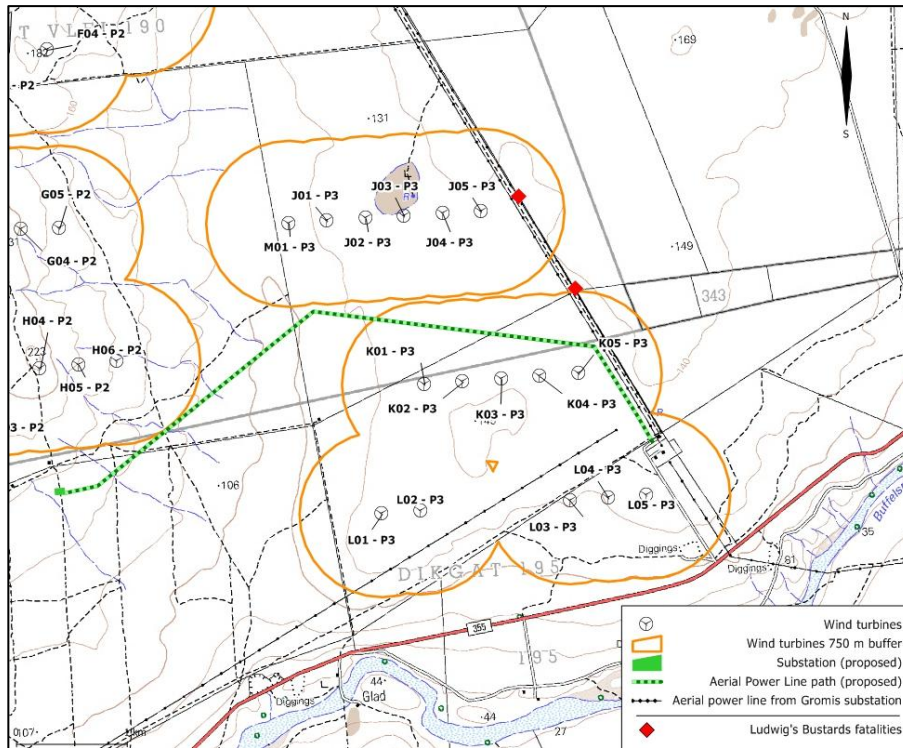 T VLEI 190
F04 - P2
182
- P2
160
N
S
169
131
J01 - P3
J03 - P3
J05 - P3
M01 - P3
J02 - P3
J04 - P3
G05 - P2
G04 - P2
149
343
H04 - P2
223
H06 - P2
H05 - P2
3 - P2
K01 - P3
K05 - P3
140
K02 - P3
K03 - P3
K04 - P3
106
L04 - P3
L02 - P3
L05 - P3
L01 - P3
L03 - P3
Diggings
Diggings
81
35
DIKGAT 195
355
195
Diggings
Glad
44
44
27
Wind turbines
Wind turbines 750 m buffer
Substation (proposed)
Aerial Power Line path (proposed)
Aerial power line from Gromis substation
Ludwig's Bustards fatalities